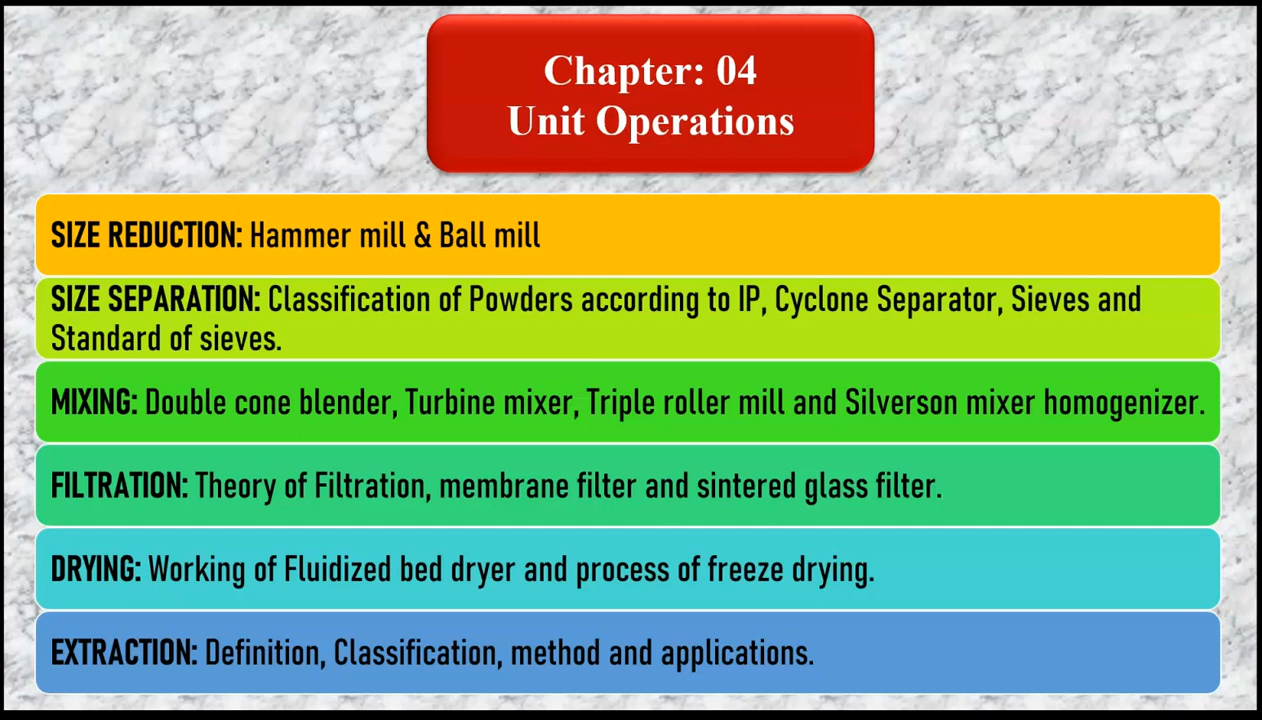 Chapter: 04
Unit Operations
SIZE REDUCTION: Hammer mill & Ball mill
SIZE SEPARATION: Classification of Powders according to IP, Cyclone Separator, Sieves and
Standard of sieves.
MIXING: Double cone blender, Turbine mixer, Triple roller mill and Silverson mixer homogenizer.
FILTRATION: Theory of Filtration, membrane filter and sintered glass filter.
DRYING: Working of Fluidized bed dryer and process of freeze drying.
EXTRACTION: Definition, Classification, method and applications.